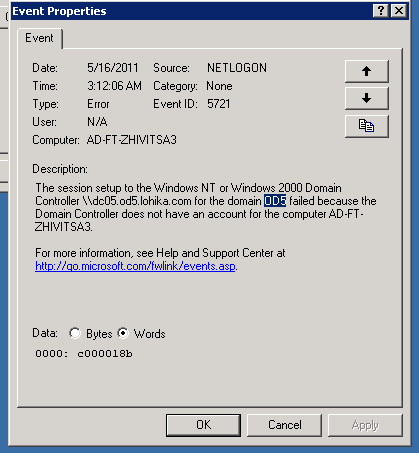 Event Properties
Event
Date: 5/16/2011 Source: NETLOGON
Time: 3:12:06 AM Category: None
Type: Error Event ID: 5721
User: N/A
Computer: AD-FT-ZHIVITSA3
Description:
The session setup to the Windows NT or Windows 2000 Domain
Controller \\dc05.od5.lohika.com for the domain OD5 failed because the
Domain Controller does not have an account for the computer AD-FT-
ZHIVITSA3.
For more information, see Help and Support Center at
http://go.microsoft.com/fwlink/events.asp.
Data: Bytes Words
0000: c000018b
OK Cancel Apply